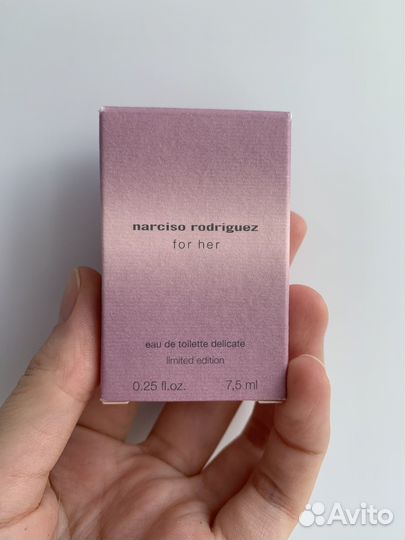 narciso rodriguez
for her
eau de toilette delicate
limited edition
0.25 fl.oz. 7,5 ml
Avito